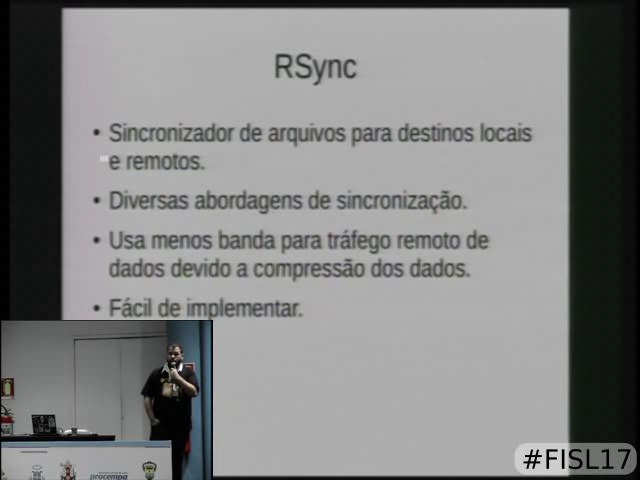 RSync
• Sincronizador de arquivos para destinos locais
e remotos.
• Diversas abordagens de sincronização.
• Usa menos banda para tráfego remoto de
dados devido a compressão dos dados.
• Fácil de implementar.
procempa
#FISL17